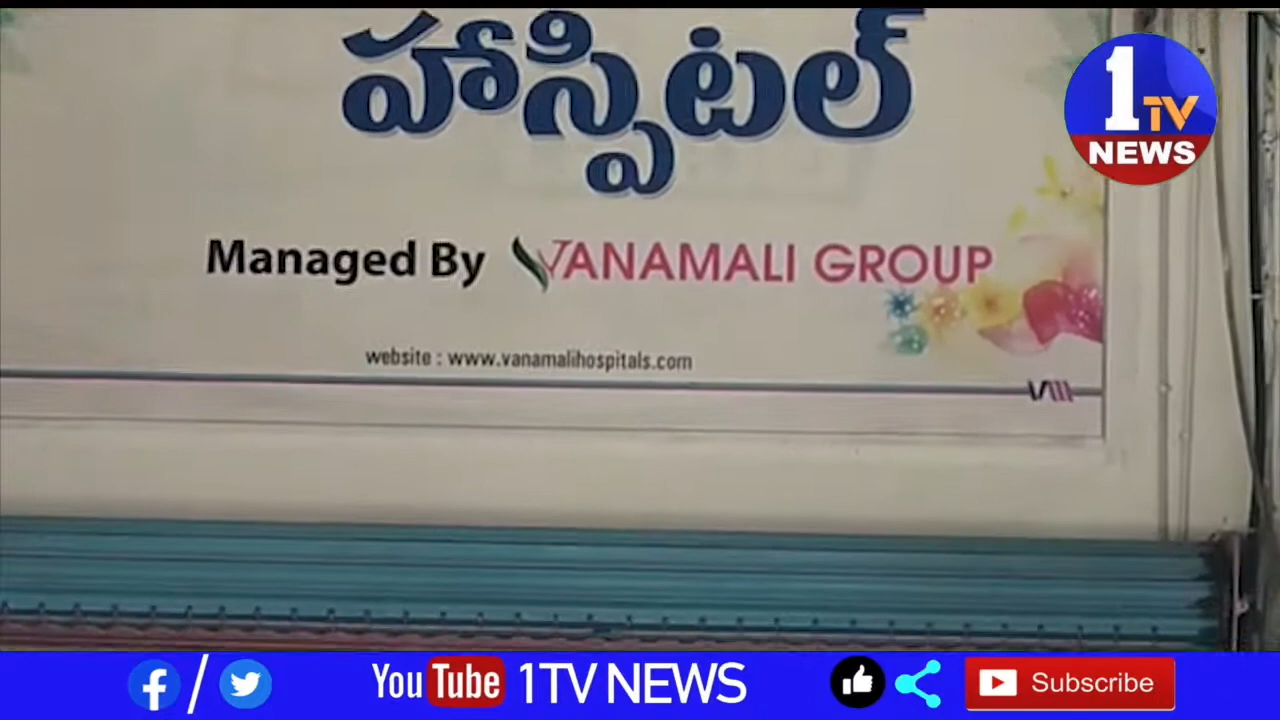 హాస్పిటల్
1TV
NEWS
Managed By VANAMALI GROUP
website : www.vanamalihospitals.com
YouTube 1TV NEWS
Subscribe